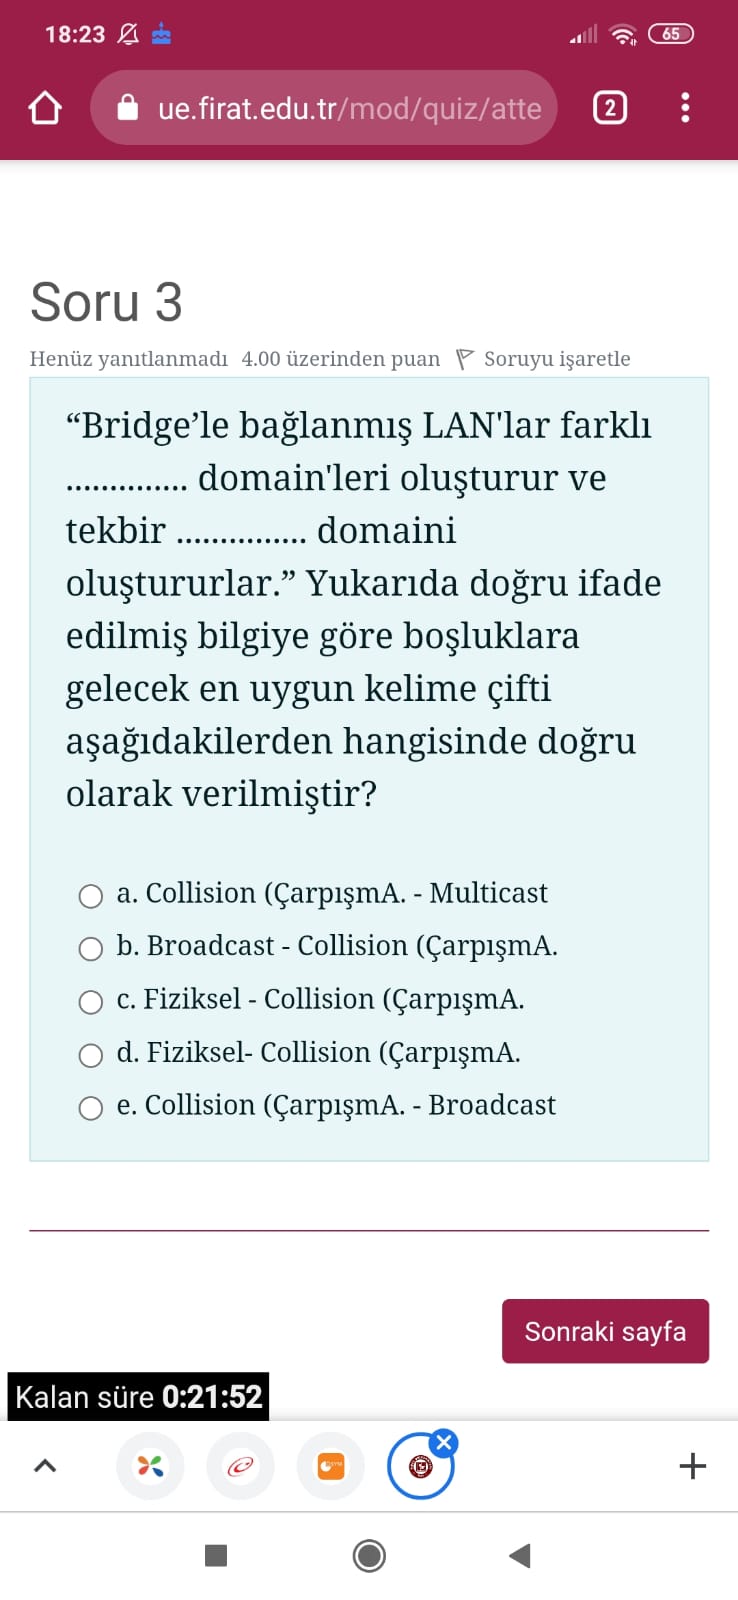 18:23
65
ue.firat.edu.tr/mod/quiz/atte
2
Soru 3
Henüz yanıtlanmadı 4.00 üzerinden puan Soruyu işaretle
“Bridge’le bağlanmış LAN'lar farklı
.............. domain'leri oluşturur ve
tekbir ............... domaini
oluştururlar.” Yukarıda doğru ifade
edilmiş bilgiye göre boşluklara
gelecek en uygun kelime çifti
aşağıdakilerden hangisinde doğru
olarak verilmiştir?
a. Collision (ÇarpışmA. - Multicast
b. Broadcast - Collision (ÇarpışmA.
c. Fiziksel - Collision (ÇarpışmA.
d. Fiziksel- Collision (ÇarpışmA.
e. Collision (ÇarpışmA. - Broadcast
Sonraki sayfa
Kalan süre 0:21:52